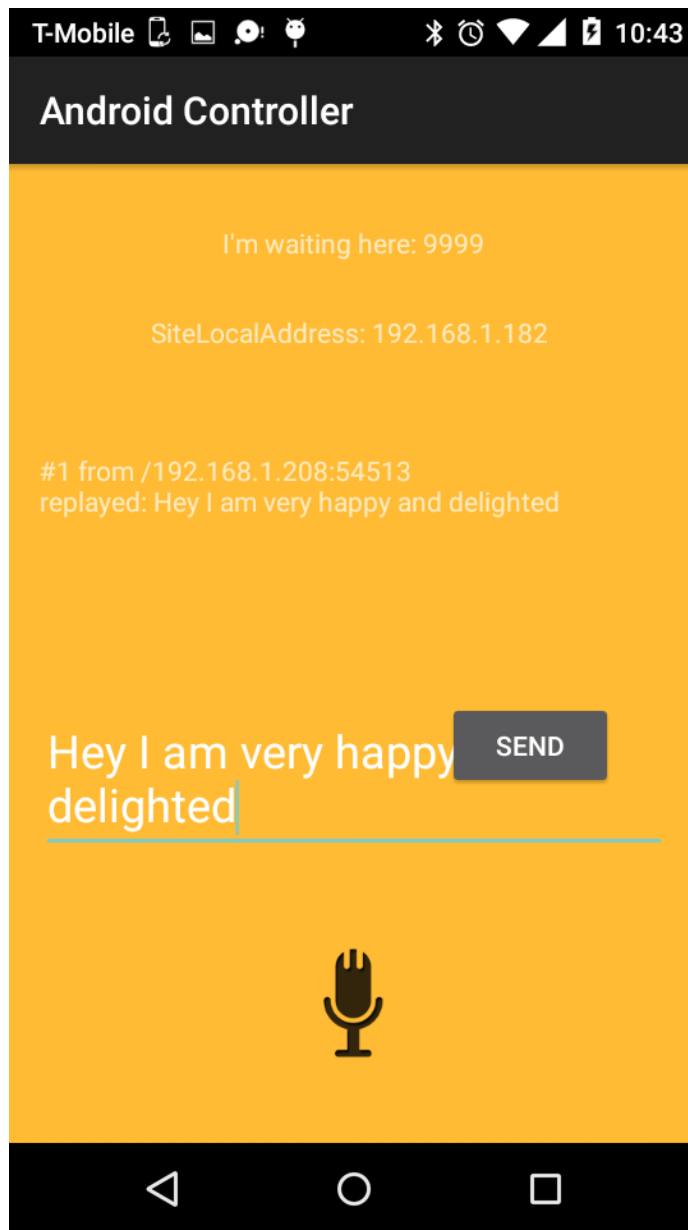 T-Mobile 10:43
Android Controller
I'm waiting here: 9999
SiteLocalAddress: 192.168.1.182
#1 from /192.168.1.208:54513
replayed: Hey I am very happy and delighted
Hey I am very happy
SEND
delighted